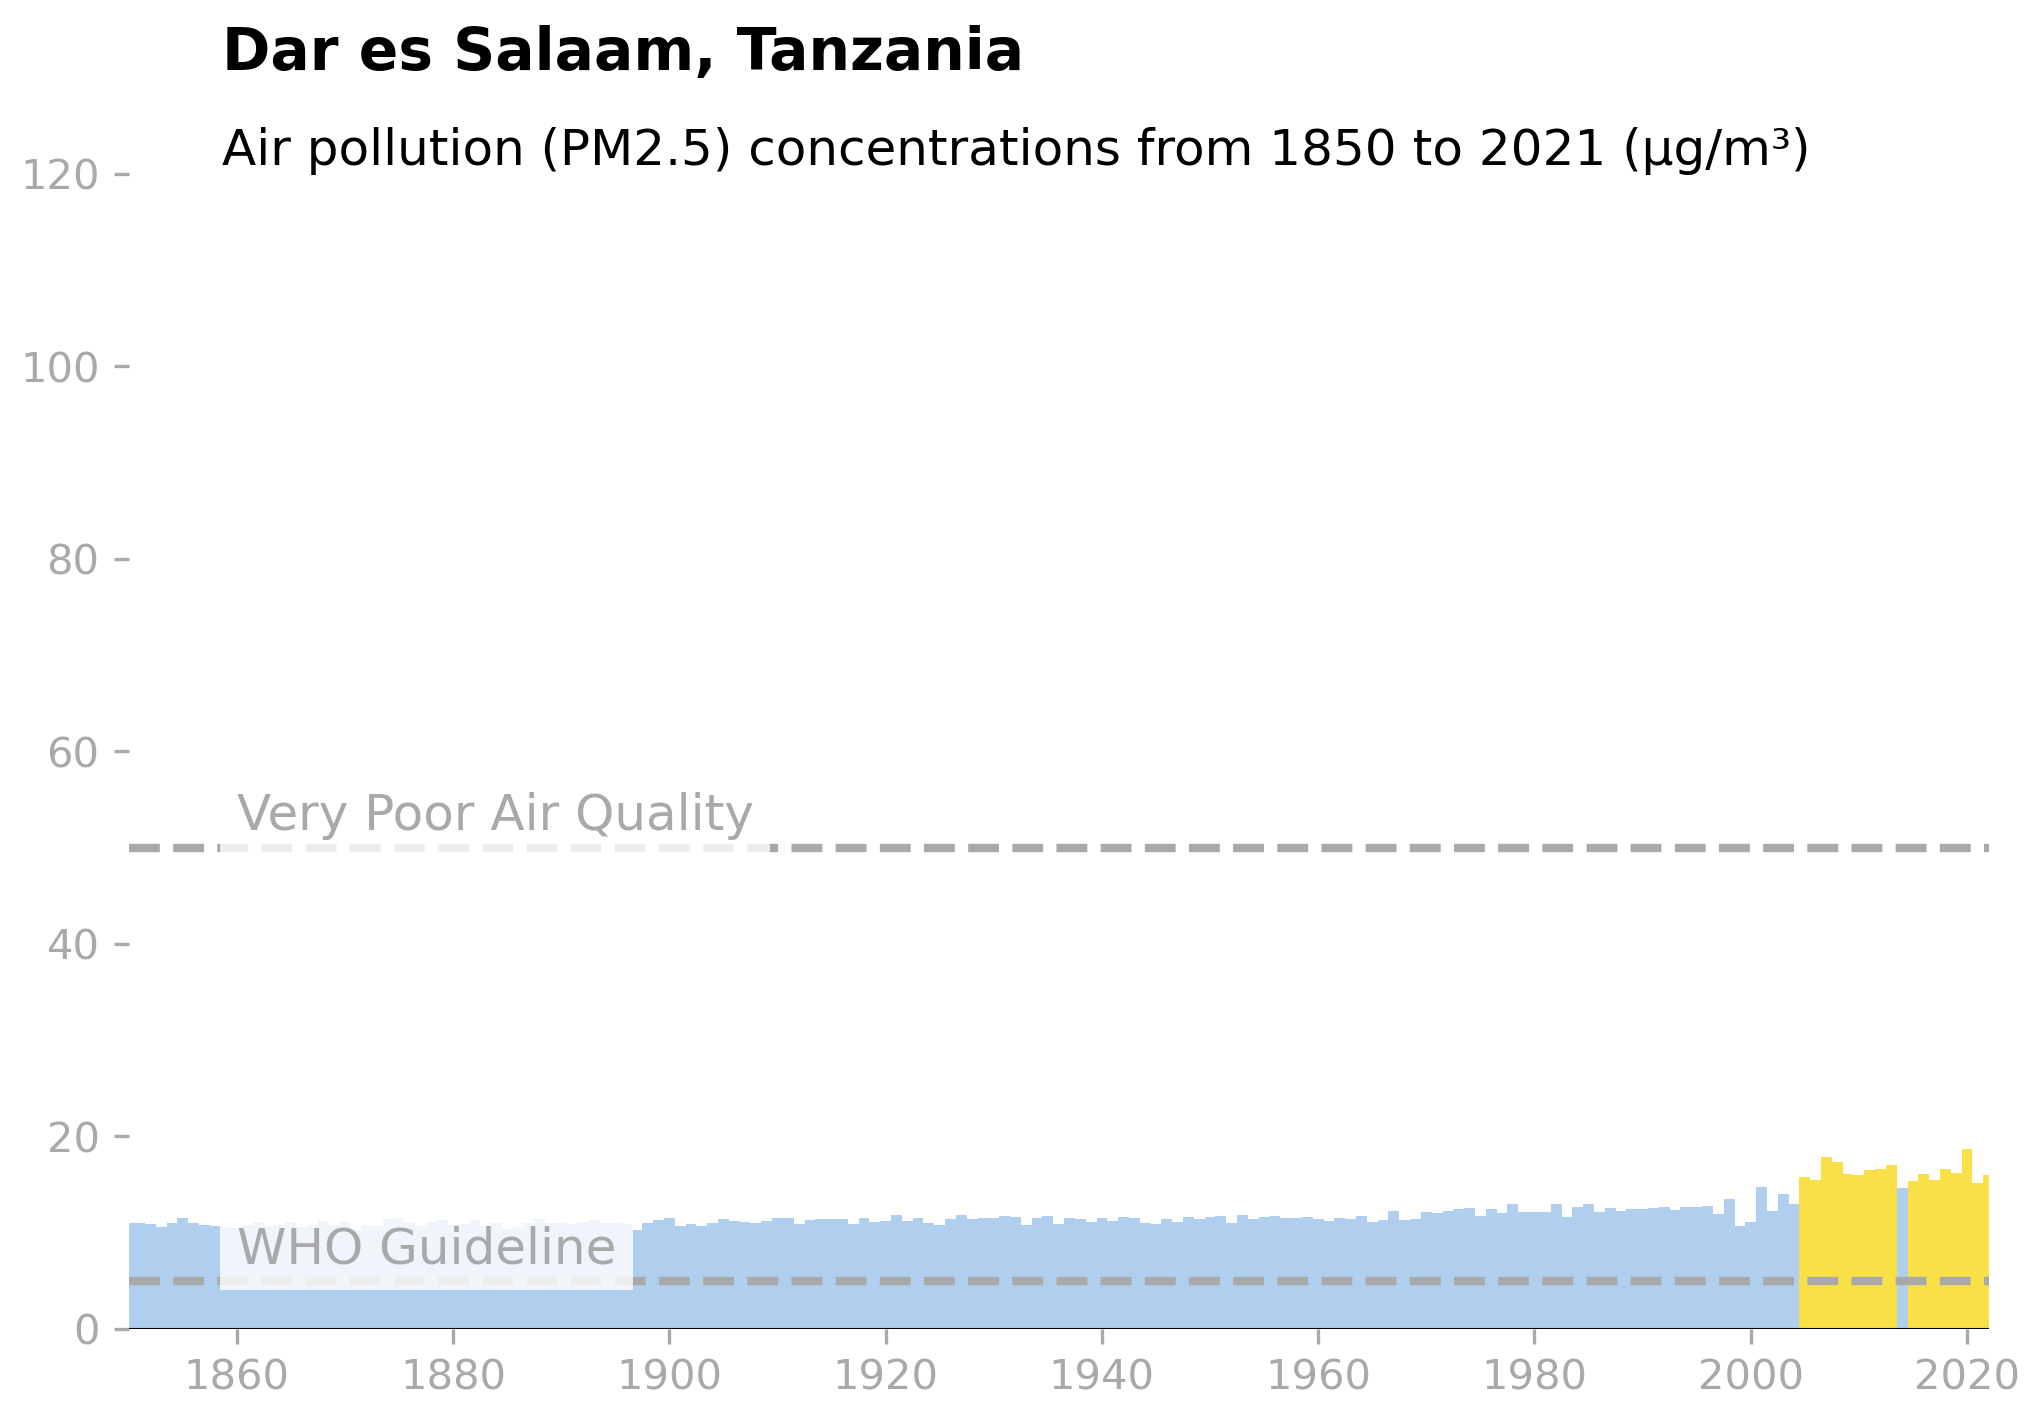 Dar es Salaam, Tanzania
Air pollution (PM2.5) concentrations from 1850 to 2021 (µg/m³)
120
100
80
60
Very Poor Air Quality
40
20
WHO Guideline
0
1860 1880 1900 1920 1940 1960 1980 2000 2020